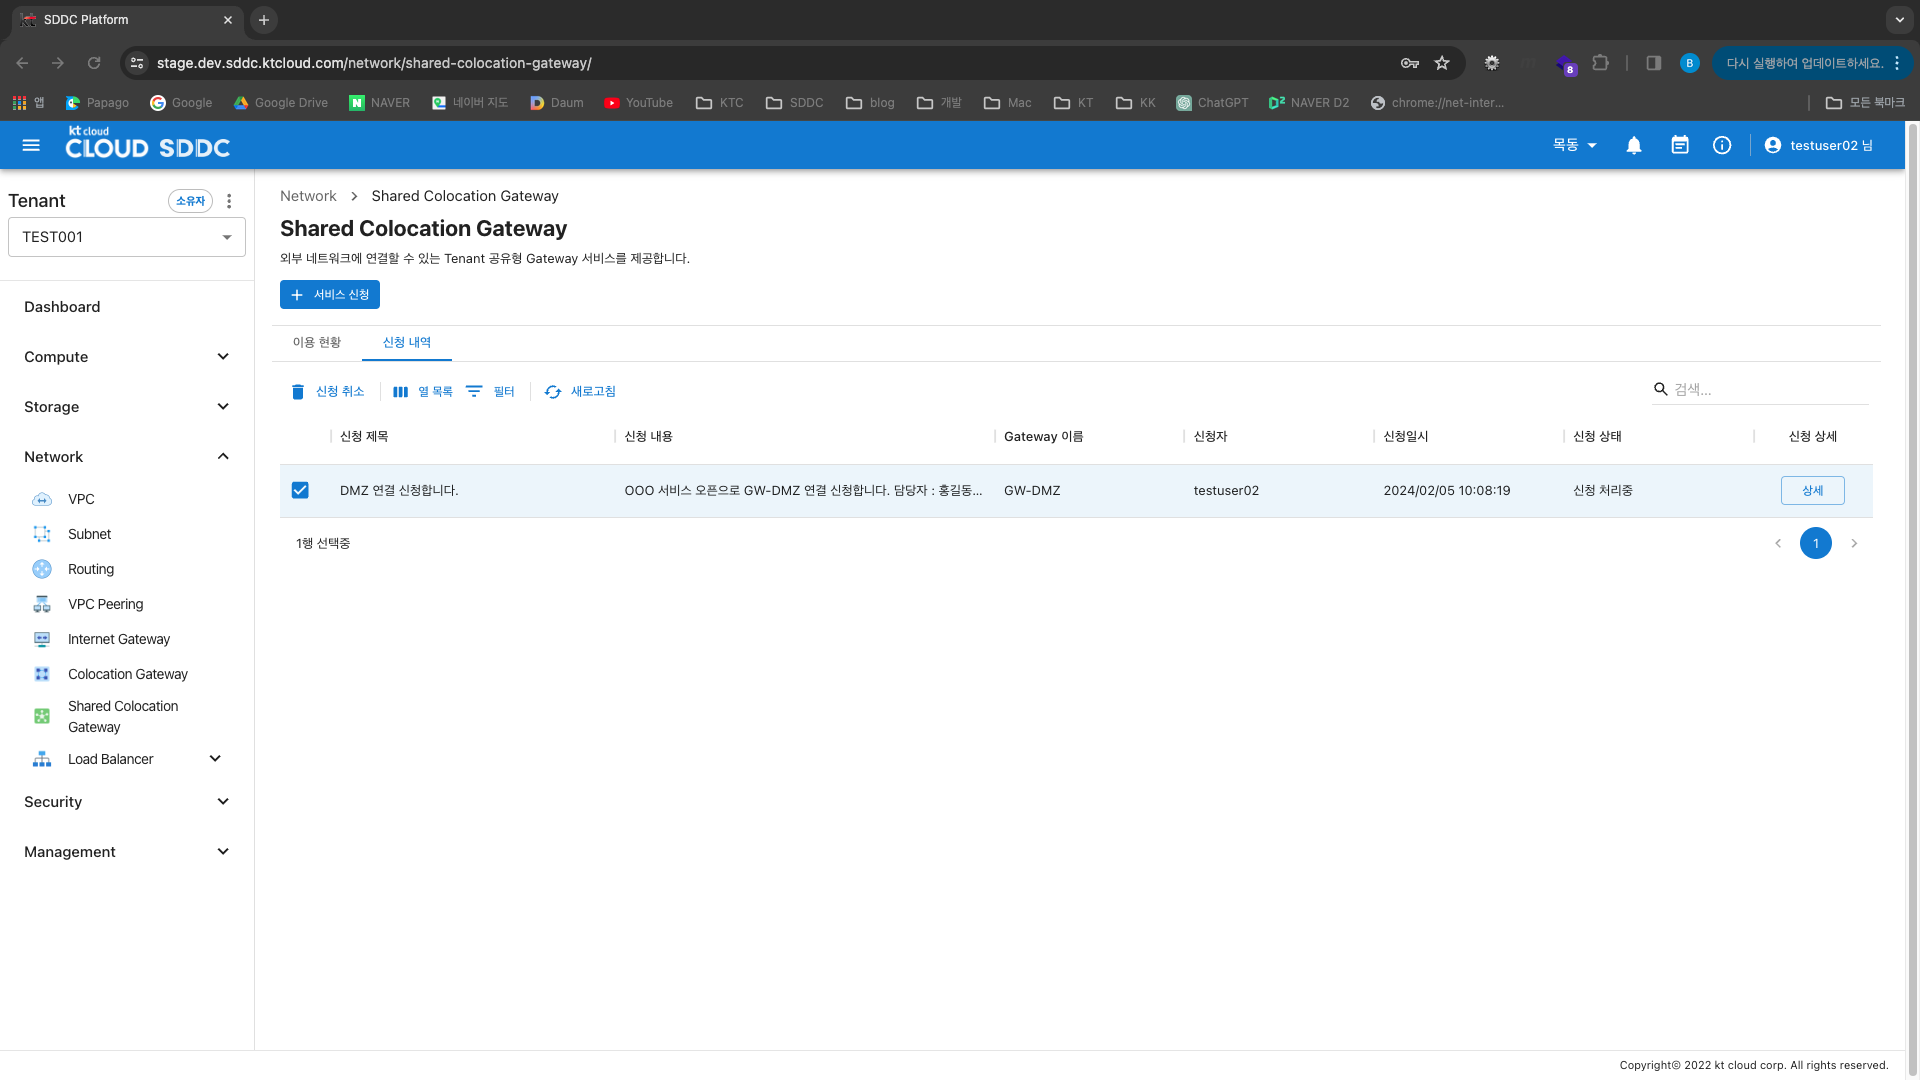 SDDC Platform
stage.dev.sddc.ktcloud.com/network/shared-colocation-gateway/
8
B
다시 실행하여 업데이트하세요.
앱
Papago
Google
Google Drive
NAVER
네이버 지도
Daum
YouTube
KTC
SDDC
blog
개발
Mac
KT
KK
ChatGPT
NAVER D2
chrome://net-inter...
모든 북마크
kt cloud
CLOUD SDDC
목동
testuser02 님
Tenant
소유자
TEST001
Dashboard
Compute
Storage
Network
VPC
Subnet
Routing
VPC Peering
Internet Gateway
Colocation Gateway
Shared Colocation
Gateway
Load Balancer
Security
Management
Network > Shared Colocation Gateway
Shared Colocation Gateway
외부 네트워크에 연결할 수 있는 Tenant 공유형 Gateway 서비스를 제공합니다.
+ 서비스 신청
이용 현황
신청 내역
신청 취소
열 목록
필터
새로고침
검색...
신청 제목
신청 내용
Gateway 이름
신청자
신청일시
신청 상태
신청 상세
DMZ 연결 신청합니다.
OOO 서비스 오픈으로 GW-DMZ 연결 신청합니다. 담당자 : 홍길동...
GW-DMZ
testuser02
2024/02/05 10:08:19
신청 처리중
상세
1행 선택중
1
Copyright© 2022 kt cloud corp. All rights reserved.